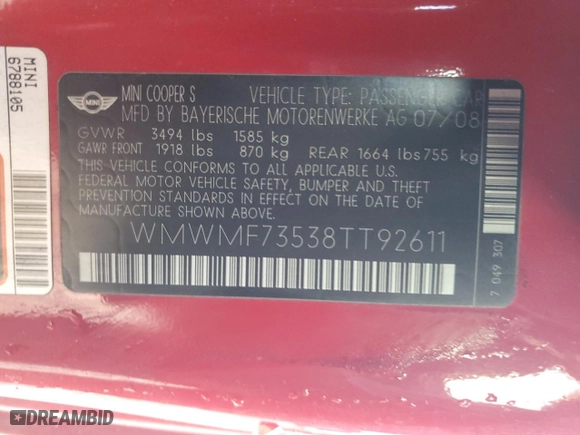 MINI
6788105
MINI
MINI COOPER S
VEHICLE TYPE: PASSENGER CAR
MFD BY BAYERISCHE MOTORENWERKE AG 07/08
GVWR 3494 lbs 1585 kg
GAWR FRONT 1918 lbs 870 kg REAR 1664 lbs 755 kg
THIS VEHICLE CONFORMS TO ALL APPLICABLE U.S.
FEDERAL MOTOR VEHICLE SAFETY, BUMPER AND THEFT
PREVENTION STANDARDS IN EFFECT ON THE DATE OF
MANUFACTURE SHOWN ABOVE.
WMWMF73538TT92611
7 049 307
DREAMBID